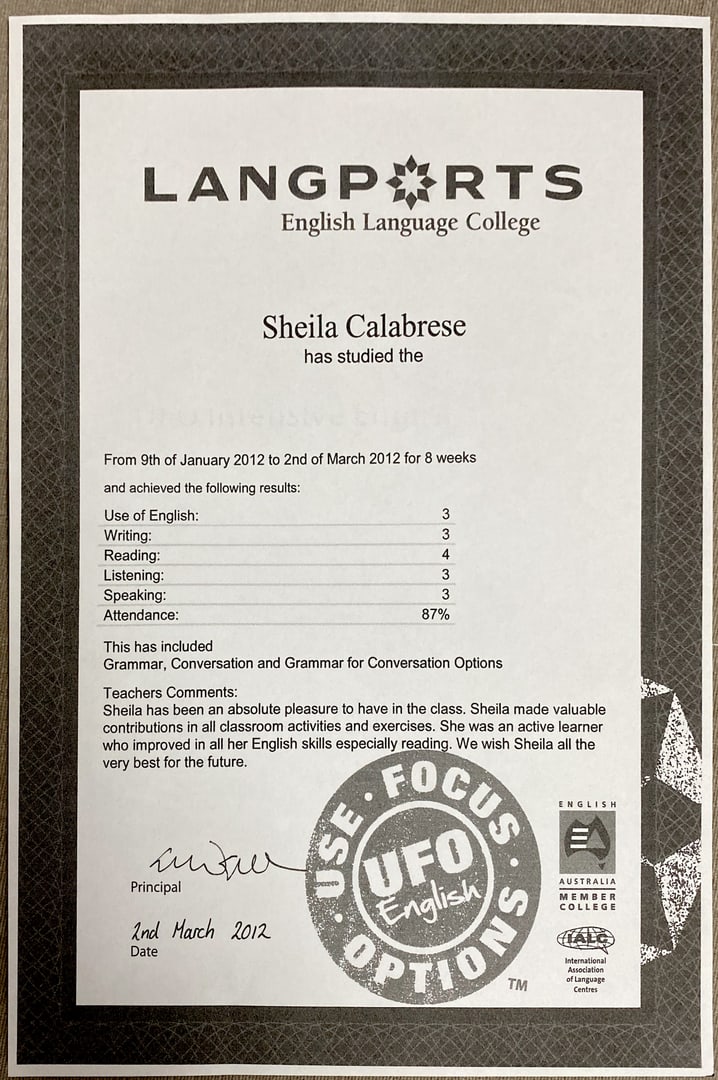 LANGPORTS
English Language College
Sheila Calabrese
has studied the
From 9th of January 2012 to 2nd of March 2012 for 8 weeks
and achieved the following results:
Use of English: 3
Writing: 3
Reading: 4
Listening: 3
Speaking: 3
Attendance: 87%
This has included
Grammar, Conversation and Grammar for Conversation Options
Teachers Comments:
Sheila has been an absolute pleasure to have in the class. Sheila made valuable
contributions in all classroom activities and exercises. She was an active learner
who improved in all her English skills especially reading. We wish Sheila all the
very best for the future.
Principal
2nd March 2012
Date
USE · FOCUS · OPTIONS ·
UFO
English
TM
ENGLISH
AUSTRALIA
MEMBER
COLLEGE
IALC
International
Association
of Language
Centres